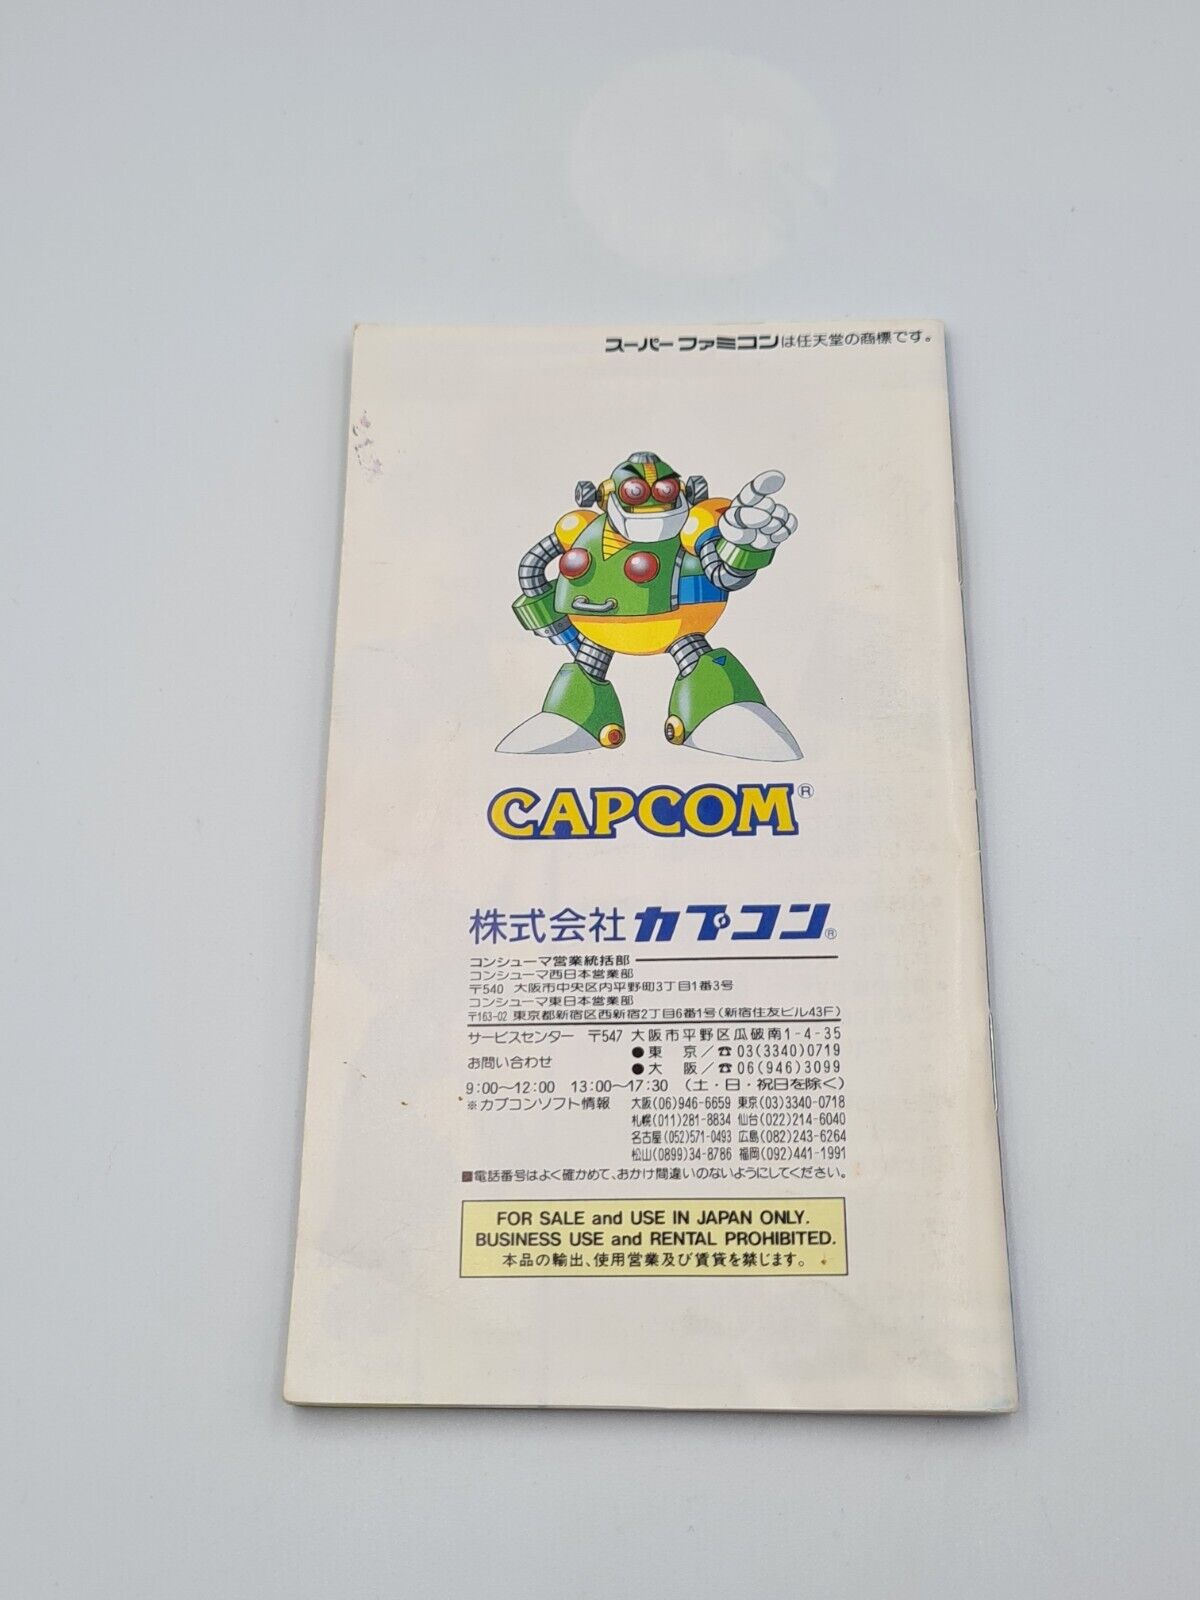 スーパーファミコンは任天堂の商標です。
CAPCOM®
株式会社カプコン®
コンシューマ営業統括部
コンシューマ西日本営業部
〒540 大阪市中央区内平野町3丁目1番3号
コンシューマ東日本営業部
〒163-02 東京都新宿区西新宿2丁目6番1号(新宿住友ビル43F)
サービスセンター 〒547 大阪市平野区瓜破南1-4-35
お問い合わせ ●東 京/☎03(3340)0719
●大 阪/☎06(946)3099
9:00〜12:00 13:00〜17:30 (土・日・祝日を除く)
※カプコンソフト情報 大阪(06)946-6659 東京(03)3340-0718
札幌(011)281-8834 仙台(022)214-6040
名古屋(052)571-0493 広島(082)243-6264
松山(0899)34-8786 福岡(092)441-1991
■電話番号はよく確かめて、おかけ間違いのないようにしてください。
FOR SALE and USE IN JAPAN ONLY.
BUSINESS USE and RENTAL PROHIBITED.
本品の輸出、使用営業及び賃貸を禁じます。